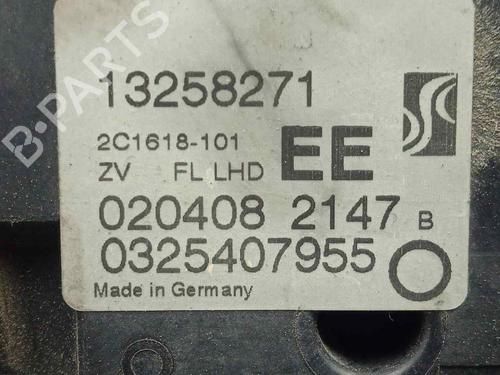 B-PARTS
13258271
2C1618-101
ZV FL LHD EE
020408 2147 B
0325407955
Made in Germany